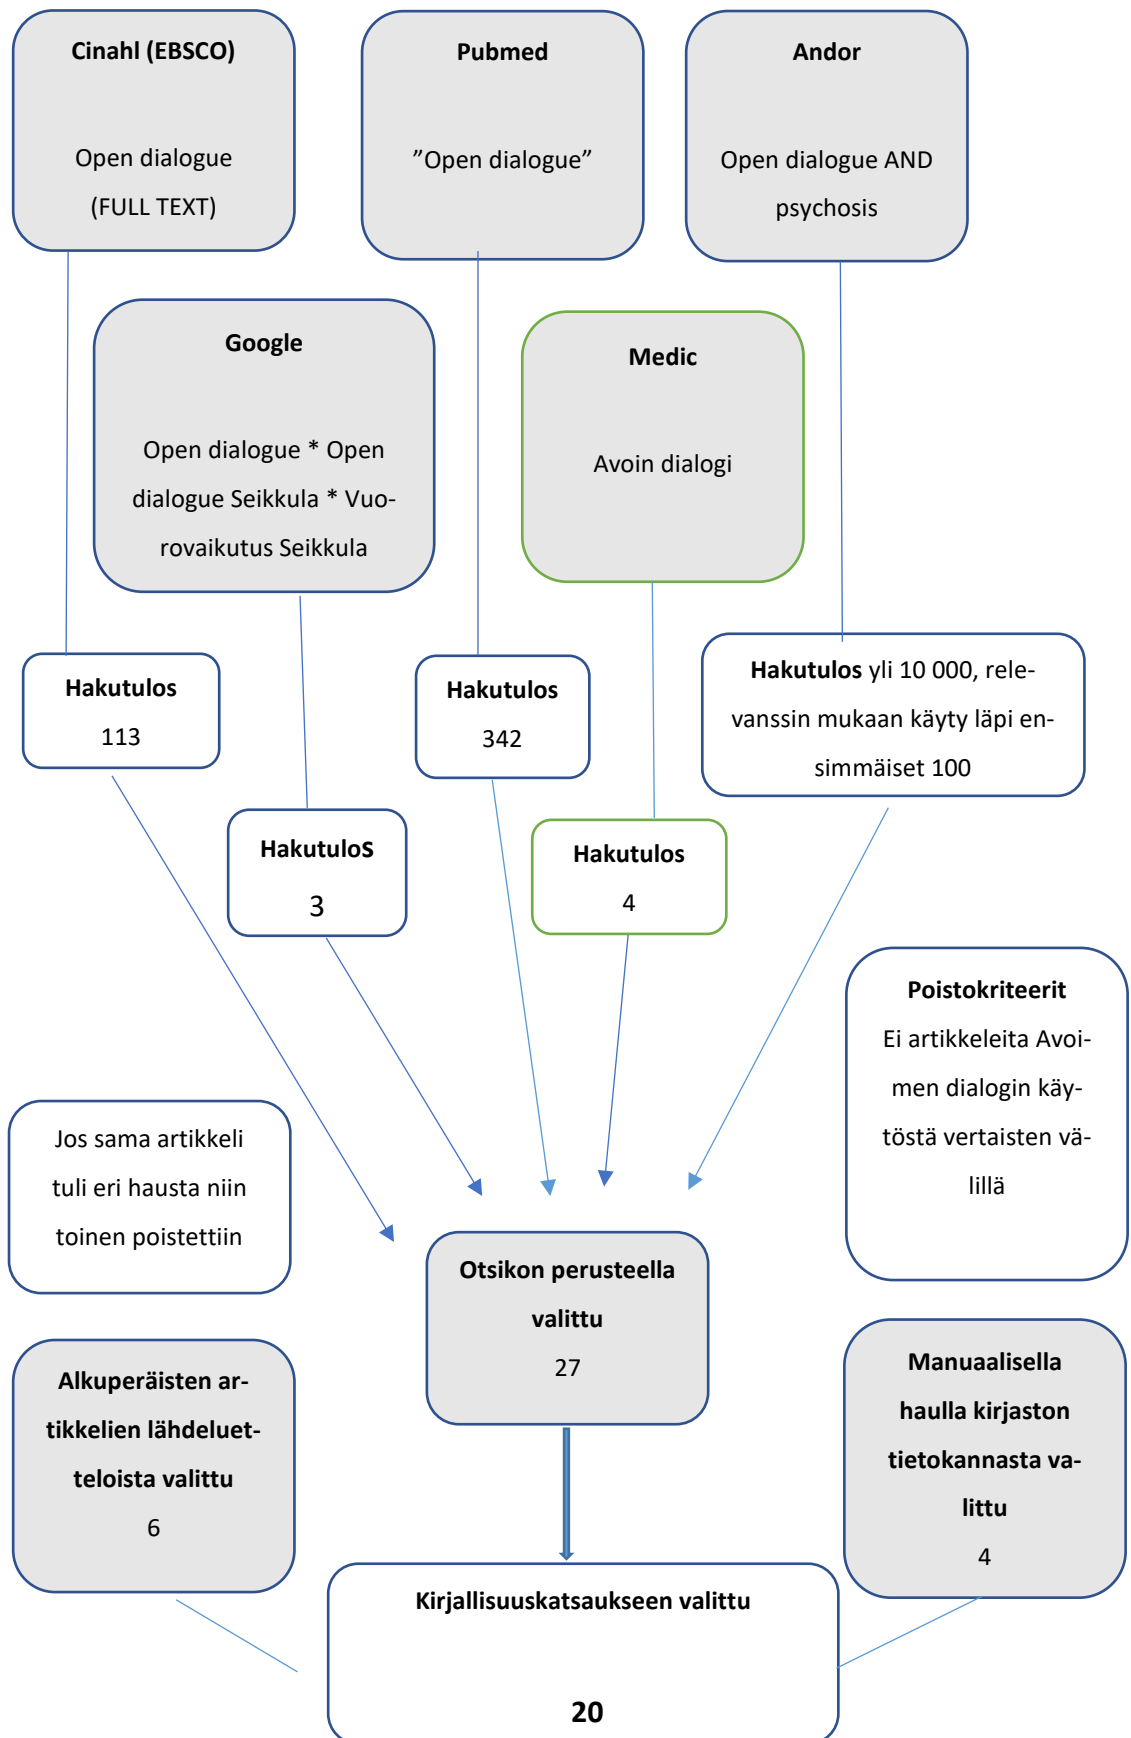 Cinahl (EBSCO)
Open dialogue
(FULL TEXT)
Pubmed
”Open dialogue”
Andor
Open dialogue AND
psychosis
Google
Open dialogue * Open
dialogue Seikkula * Vuo-
rovaikutus Seikkula
Medic
Avoin dialogi
Hakutulos
113
Hakutulos
342
Hakutulos yli 10 000, rele-
vanssin mukaan käyty läpi en-
simmäiset 100
Hakutulos
3
Hakutulos
4
Poistokriteerit
Ei artikkeleita Avoi-
men dialogin käy-
töstä vertaisten vä-
lillä
Jos sama artikkeli
tuli eri hausta niin
toinen poistettiin
Otsikon perusteella
valittu
27
Alkuperäisten ar-
tikkelien lähdeluet-
teloista valittu
6
Manuaalisella
haulla kirjaston
tietokannasta va-
littu
4
Kirjallisuuskatsaukseen valittu
20